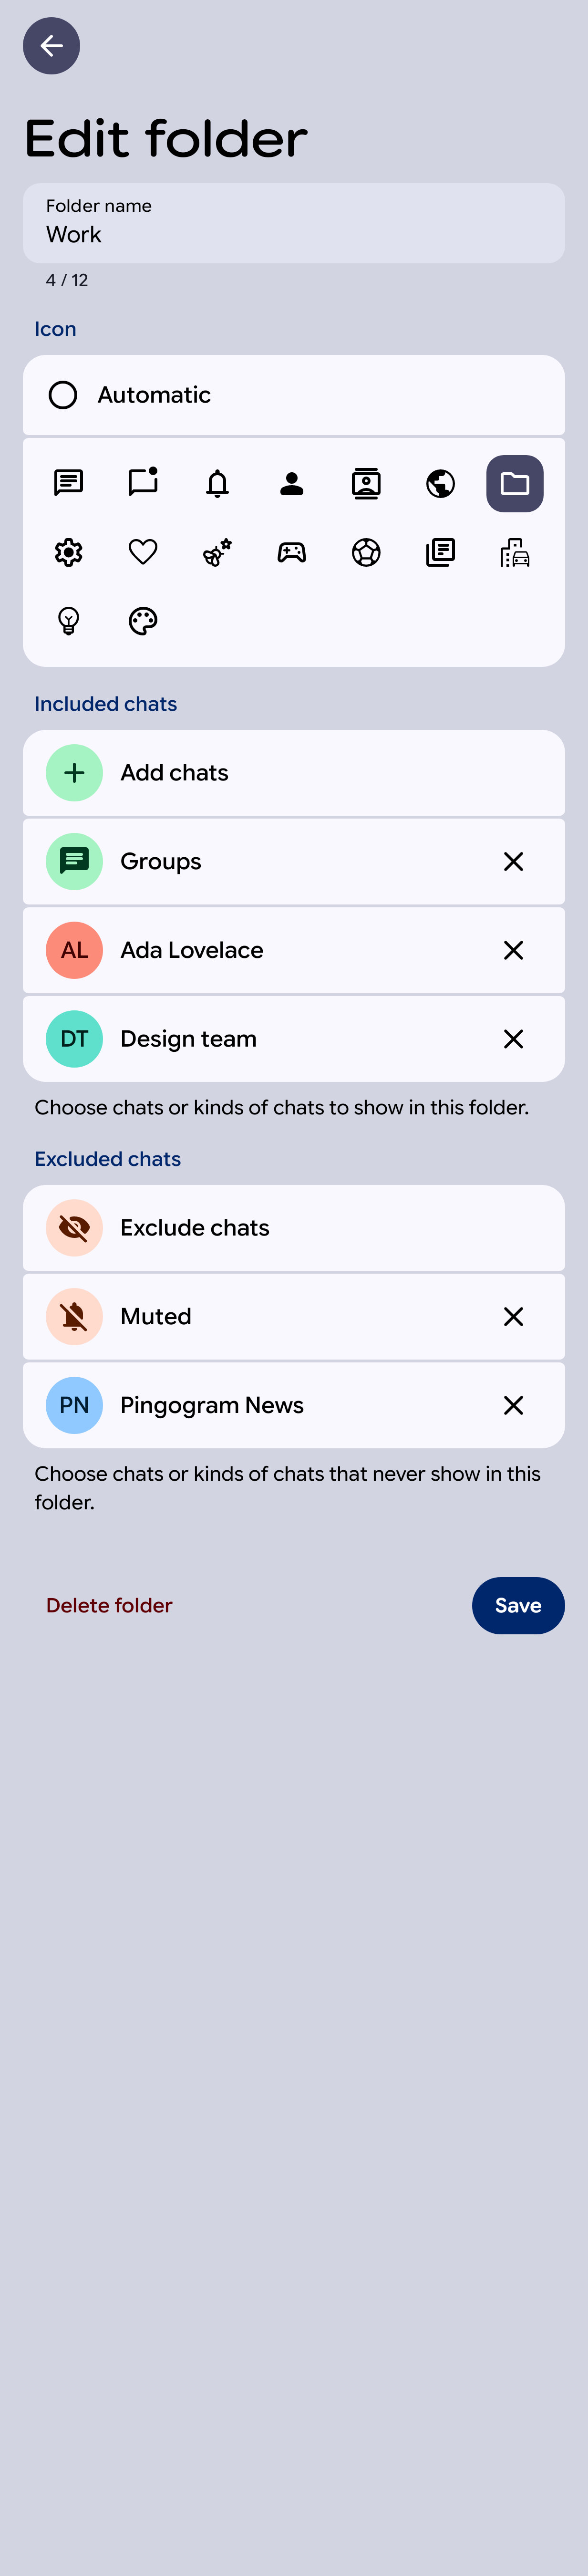 Edit folder
Folder name
Work
4 / 12
Icon
Automatic
Included chats
Add chats
Groups
AL
Ada Lovelace
DT
Design team
Choose chats or kinds of chats to show in this folder.
Excluded chats
Exclude chats
Muted
PN
Pingogram News
Choose chats or kinds of chats that never show in this
folder.
Delete folder
Save